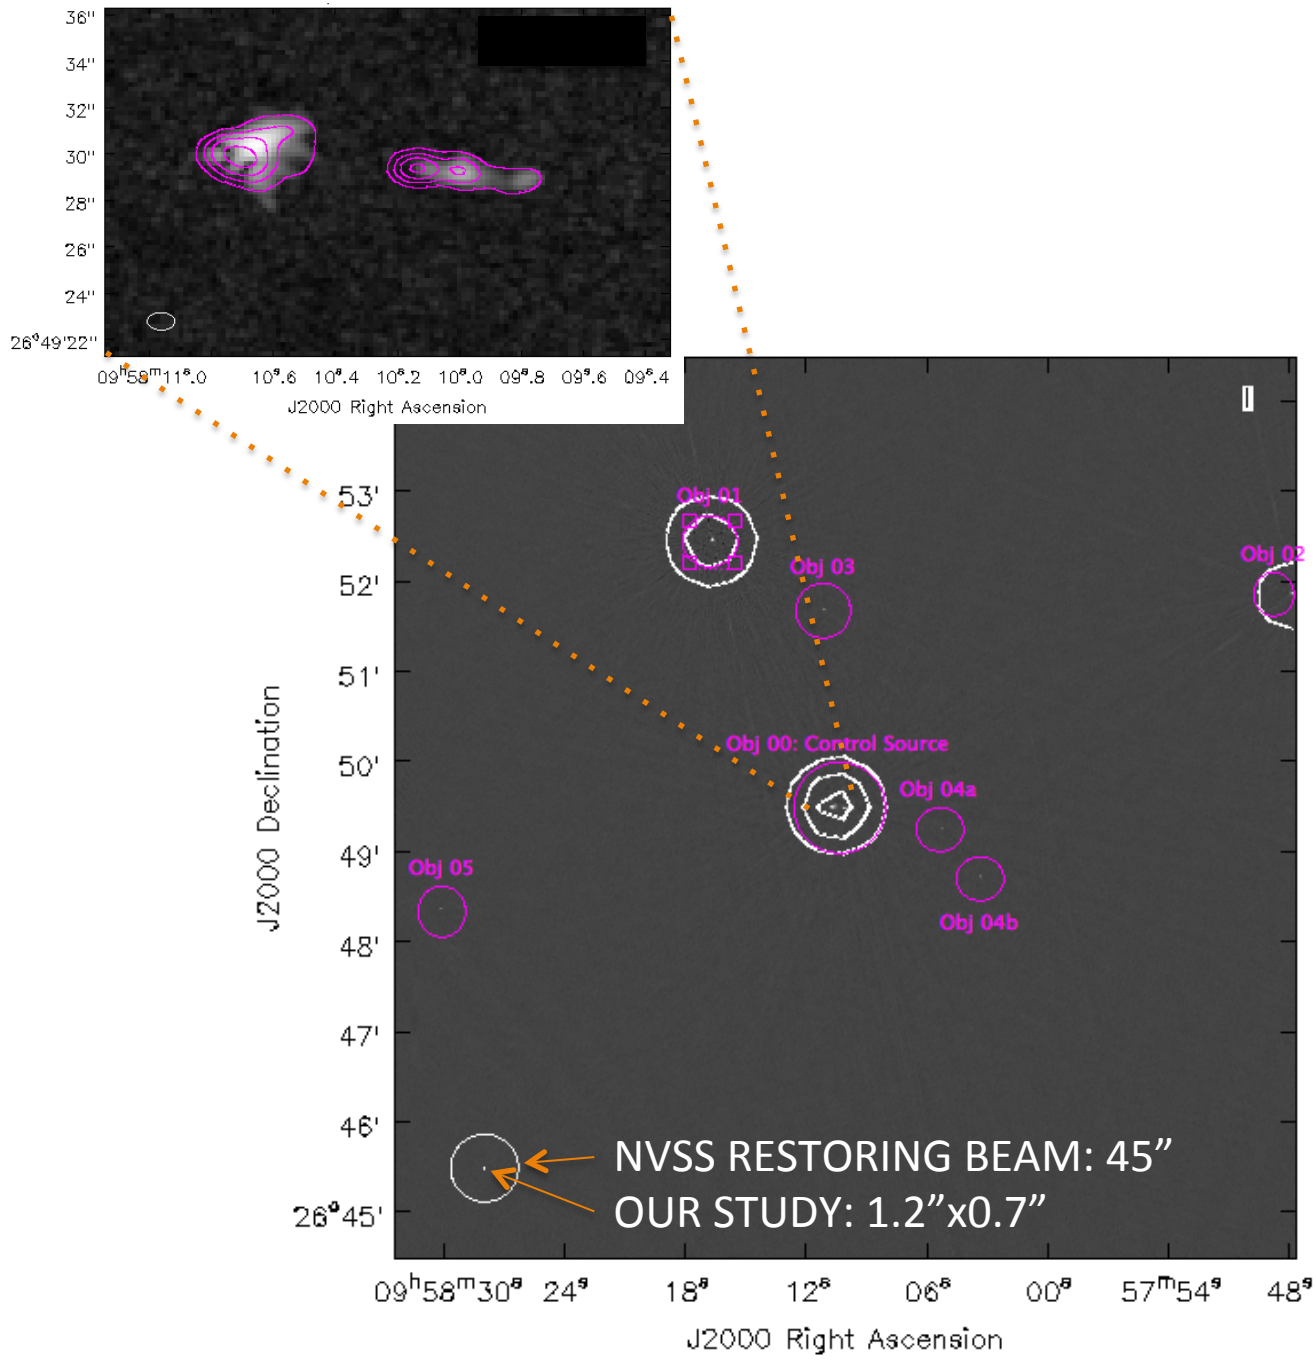 36"
34"
32"
30"
28"
26"
24"
26°49'22"
09ʰ58ᵐ11ˢ.0 10ˢ.6 10ˢ.4 10ˢ.2 10ˢ.0 09ˢ.8 09ˢ.6 09ˢ.4
J2000 Right Ascension
I
53'
Obj 01
52'
Obj 03
Obj 02
51'
Obj 00: Control Source
50'
Obj 04a
49'
Obj 05
Obj 04b
48'
47'
46'
26°45'
J2000 Declination
NVSS RESTORING BEAM: 45”
OUR STUDY: 1.2”x0.7”
09ʰ58ᵐ30ˢ 24ˢ 18ˢ 12ˢ 06ˢ 00ˢ 57ᵐ54ˢ 48ˢ
J2000 Right Ascension